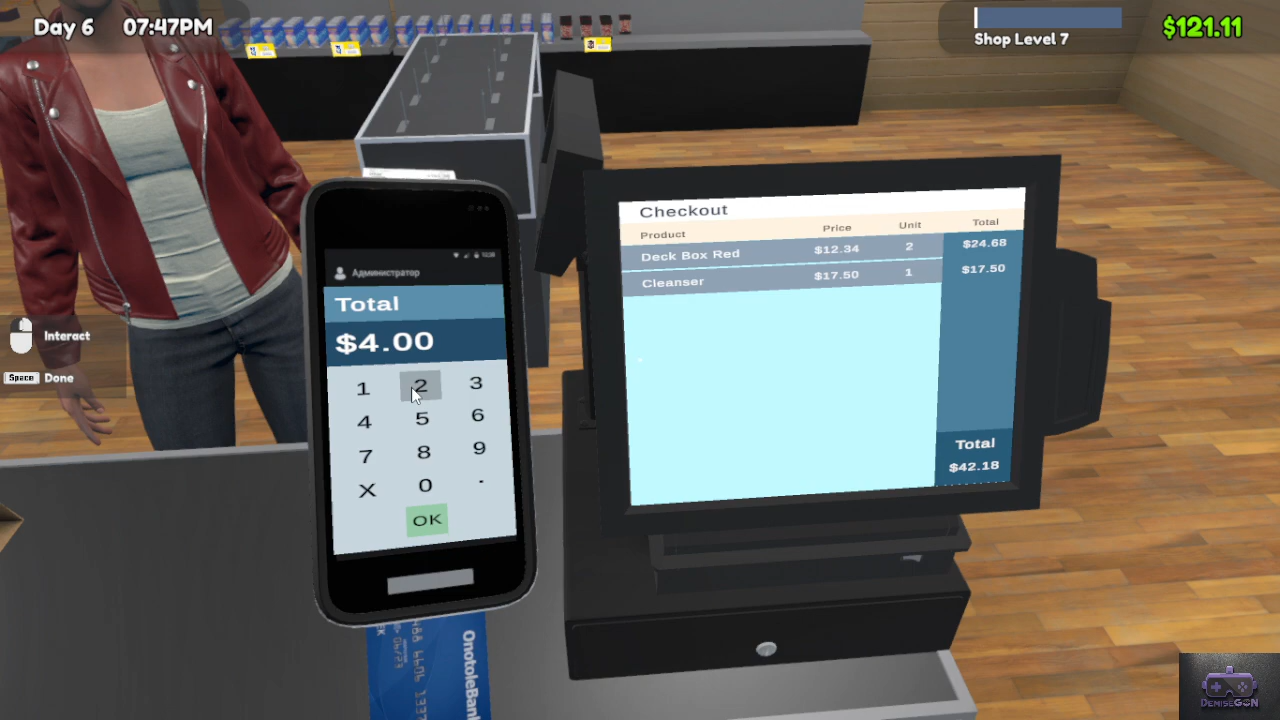 Day 6 07:47PM
Shop Level 7
$121.11
Interact
Space Done
Администратор
Total
$4.00
1 2 3
4 5 6
7 8 9
X 0 .
OK
Checkout
Product Price Unit Total
Deck Box Red $12.34 2 $24.68
Cleanser $17.50 1 $17.50
Total
$42.18
OnotoleBank
DEMISEGON